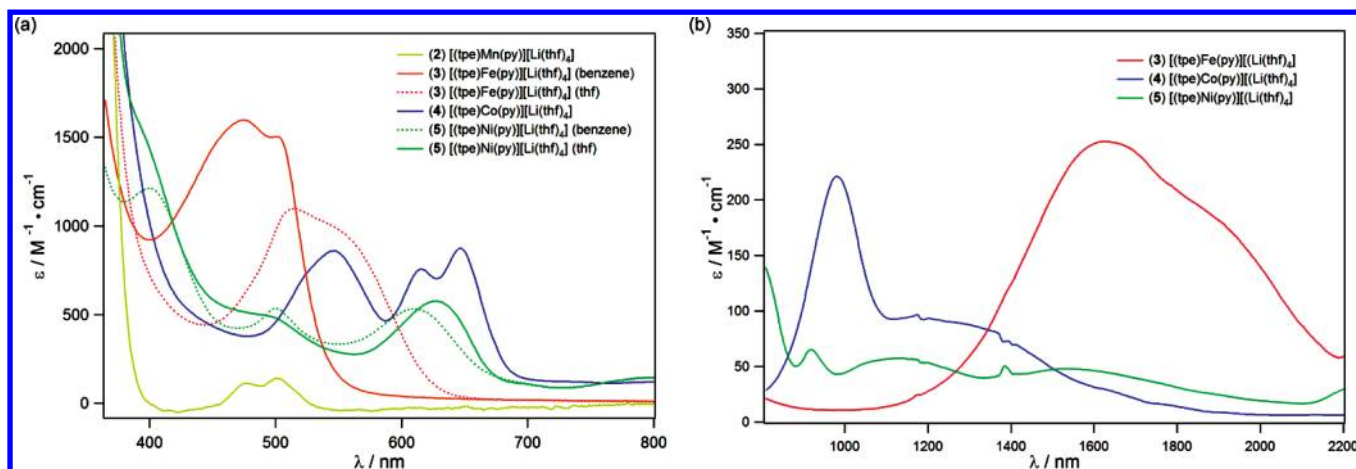 (a)
2000
1500
1000
500
0
ε / M⁻¹ • cm⁻¹
400 500 600 700 800
λ / nm
(2) [(tpe)Mn(py)][Li(thf)₄]
(3) [(tpe)Fe(py)][Li(thf)₄] (benzene)
(3) [(tpe)Fe(py)][Li(thf)₄] (thf)
(4) [(tpe)Co(py)][Li(thf)₄]
(5) [(tpe)Ni(py)][Li(thf)₄] (benzene)
(5) [(tpe)Ni(py)][Li(thf)₄] (thf)
(b)
350
300
250
200
150
100
50
0
ε / M⁻¹ • cm⁻¹
1000 1200 1400 1600 1800 2000 2200
λ / nm
(3) [(tpe)Fe(py)][(Li(thf)₄]
(4) [(tpe)Co(py)][(Li(thf)₄]
(5) [(tpe)Ni(py)][(Li(thf)₄]